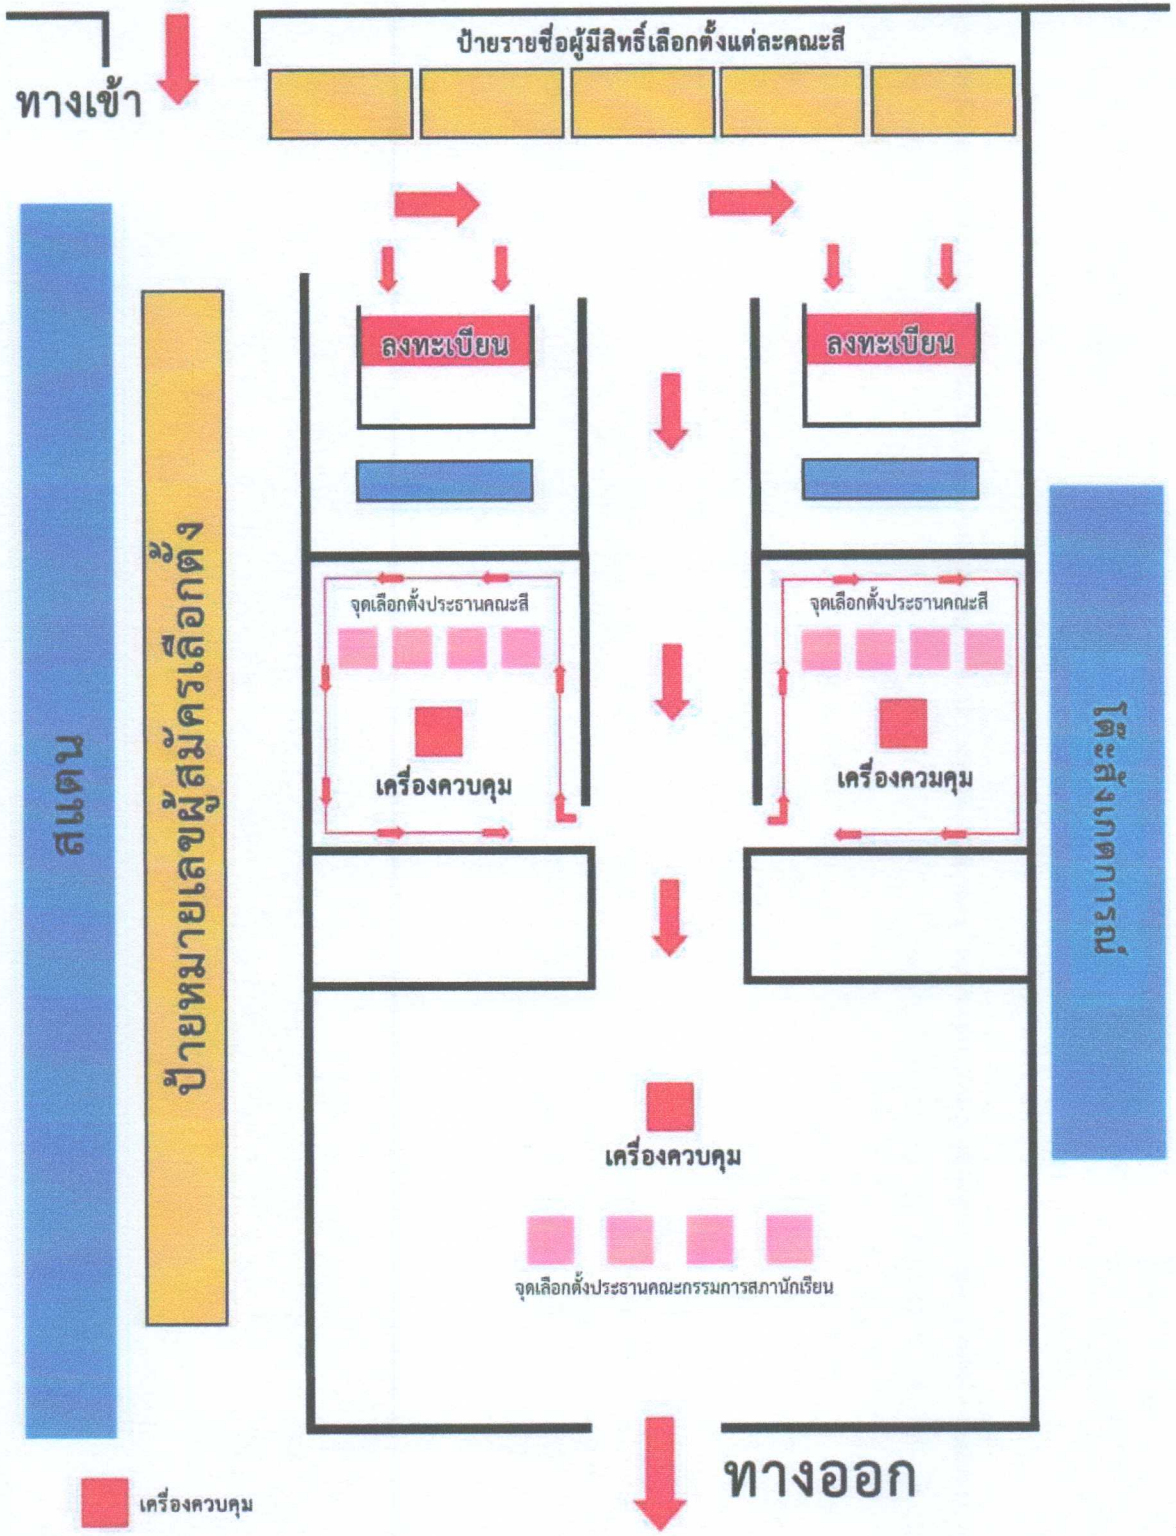 ป้ายรายชื่อผู้มีสิทธิ์เลือกตั้งแต่ละคณะสี
ทางเข้า
ลงทะเบียน
ลงทะเบียน
สแตน
ป้ายหมายเลขผู้สมัครเลือกตั้ง
จุดเลือกตั้งประธานคณะสี
เครื่องควบคุม
จุดเลือกตั้งประธานคณะสี
เครื่องควมคุม
โต๊ะสังเกตการณ์
เครื่องควบคุม
จุดเลือกตั้งประธานคณะกรรมการสภานักเรียน
ทางออก
เครื่องควบคุม